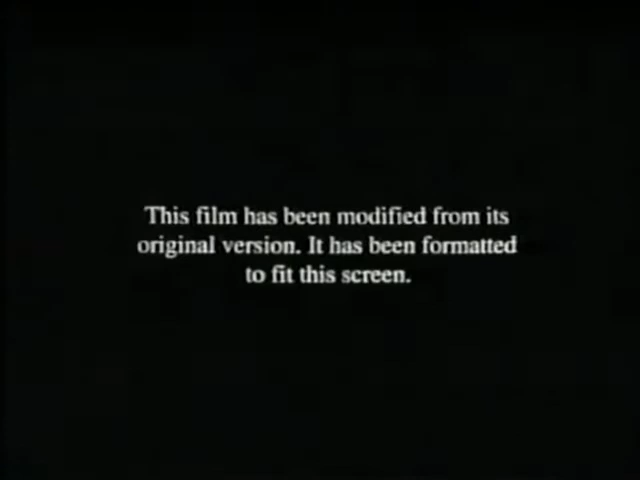 This film has been modified from its
original version. It has been formatted
to fit this screen.